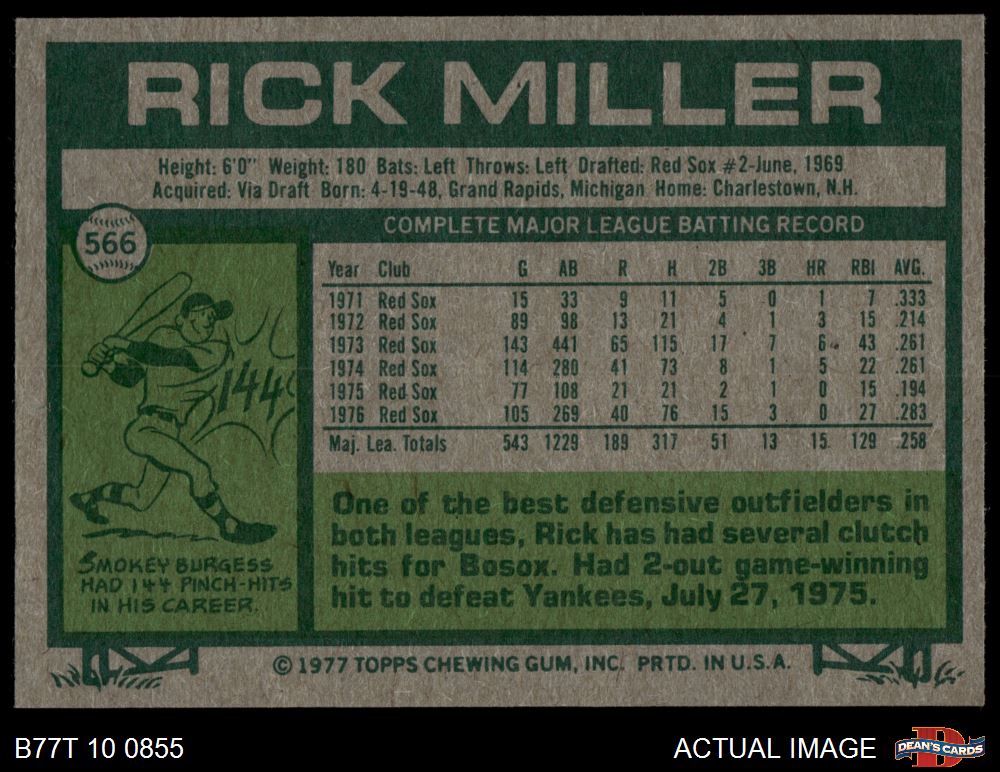 RICK MILLER
Height: 6'0" Weight: 180 Bats: Left Throws: Left Drafted: Red Sox #2-June, 1969
Acquired: Via Draft Born: 4-19-48, Grand Rapids, Michigan Home: Charlestown, N.H.
566
COMPLETE MAJOR LEAGUE BATTING RECORD
Year Club G AB R H 2B 3B HR RBI AVG.
1971 Red Sox 15 33 9 11 5 0 1 7 .333
1972 Red Sox 89 98 13 21 4 1 3 15 .214
1973 Red Sox 143 441 65 115 17 7 6 43 .261
1974 Red Sox 114 280 41 73 8 1 5 22 .261
1975 Red Sox 77 108 21 21 2 1 0 15 .194
1976 Red Sox 105 269 40 76 15 3 0 27 .283
Maj. Lea. Totals 543 1229 189 317 51 13 15 129 .258
144
SMOKEY BURGESS
HAD 144 PINCH-HITS
IN HIS CAREER.
One of the best defensive outfielders in
both leagues, Rick has had several clutch
hits for Bosox. Had 2-out game-winning
hit to defeat Yankees, July 27, 1975.
© 1977 TOPPS CHEWING GUM, INC. PRTD. IN U.S.A.
B77T 10 0855
ACTUAL IMAGE
D
DEAN'S CARDS